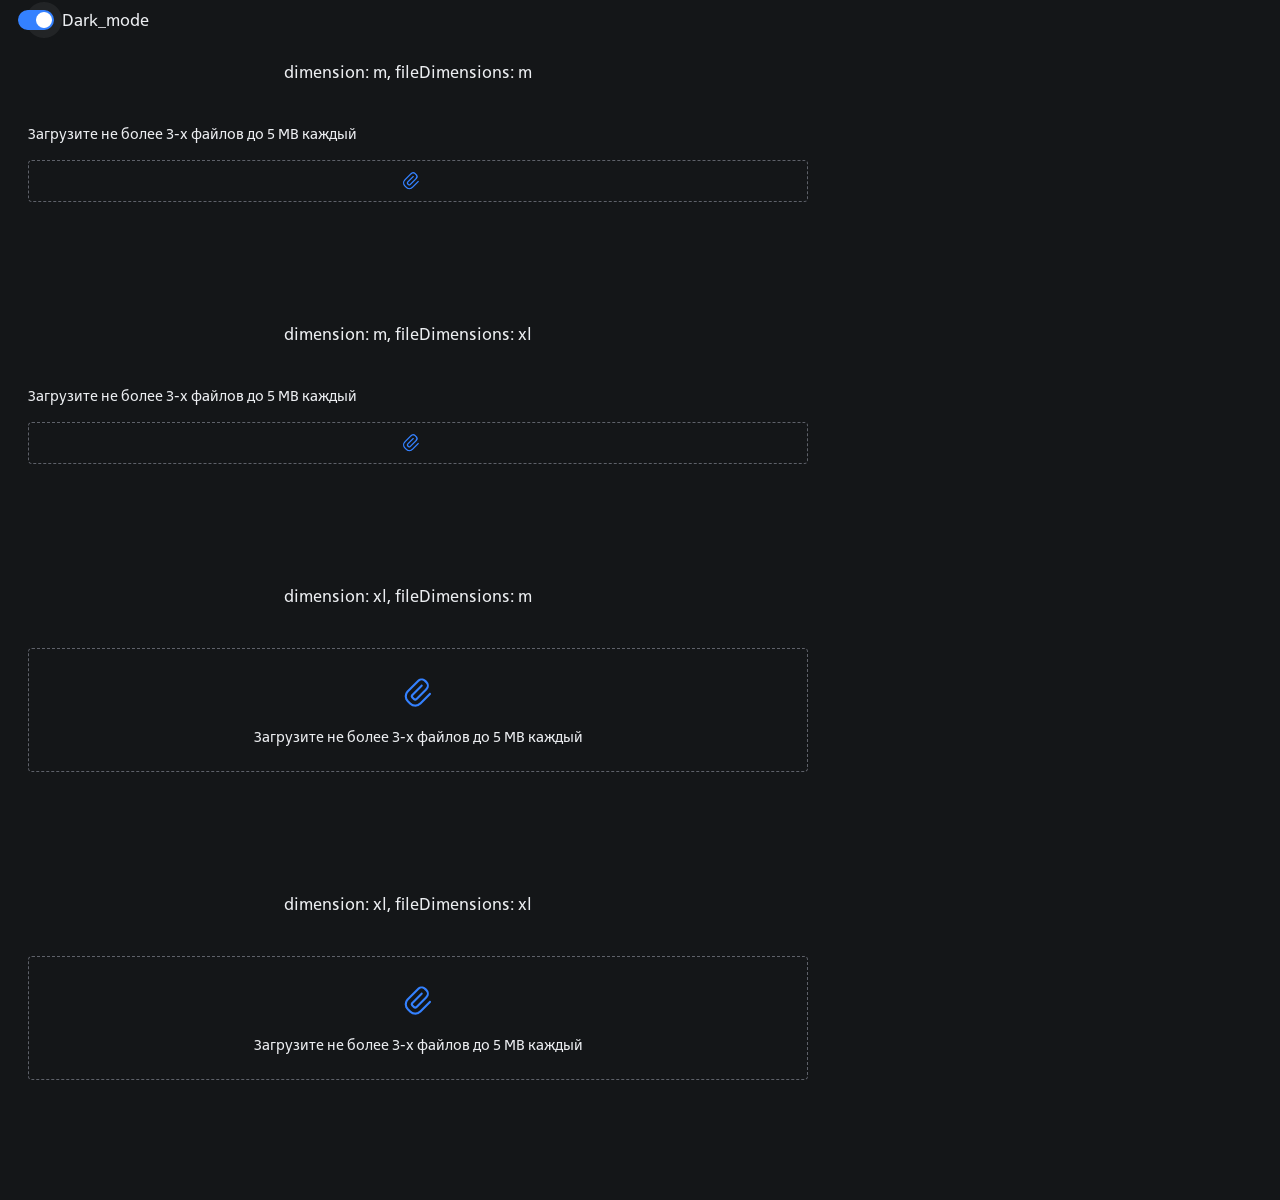 Dark_mode
dimension: m, fileDimensions: m
Загрузите не более 3-х файлов до 5 MB каждый
dimension: m, fileDimensions: xl
Загрузите не более 3-х файлов до 5 MB каждый
dimension: xl, fileDimensions: m
Загрузите не более 3-х файлов до 5 MB каждый
dimension: xl, fileDimensions: xl
Загрузите не более 3-х файлов до 5 MB каждый